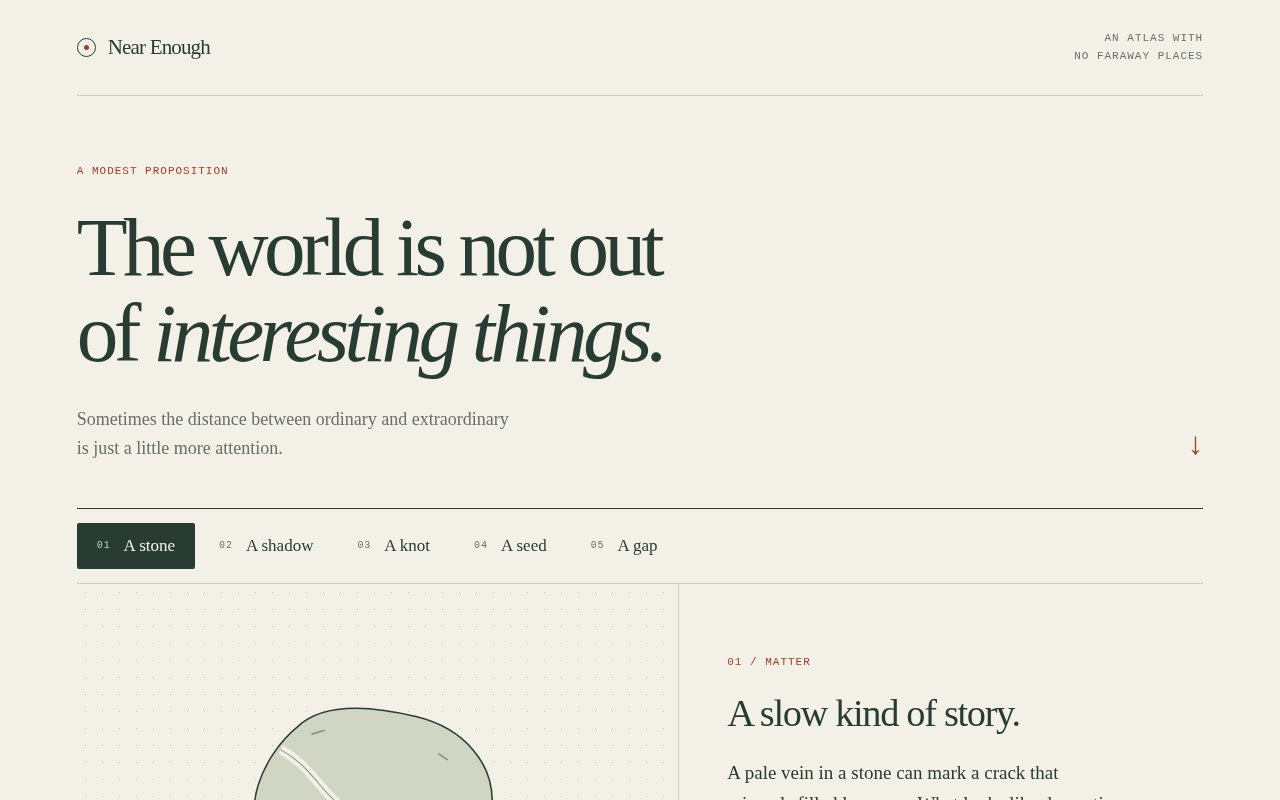 Near Enough
AN ATLAS WITH
NO FARAWAY PLACES
A MODEST PROPOSITION
The world is not out
of interesting things.
Sometimes the distance between ordinary and extraordinary
is just a little more attention.
↓
01 A stone
02 A shadow
03 A knot
04 A seed
05 A gap
01 / MATTER
A slow kind of story.
A pale vein in a stone can mark a crack that